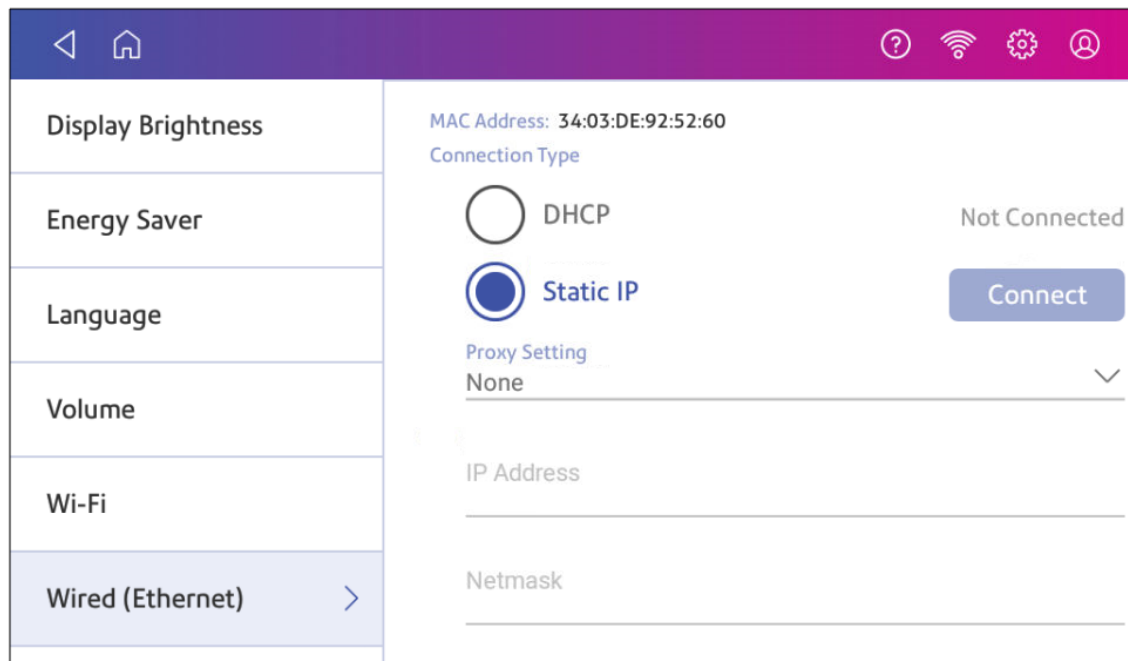 Display Brightness
Energy Saver
Language
Volume
Wi-Fi
Wired (Ethernet)
MAC Address: 34:03:DE:92:52:60
Connection Type
DHCP
Not Connected
Static IP
Connect
Proxy Setting
None
IP Address
Netmask